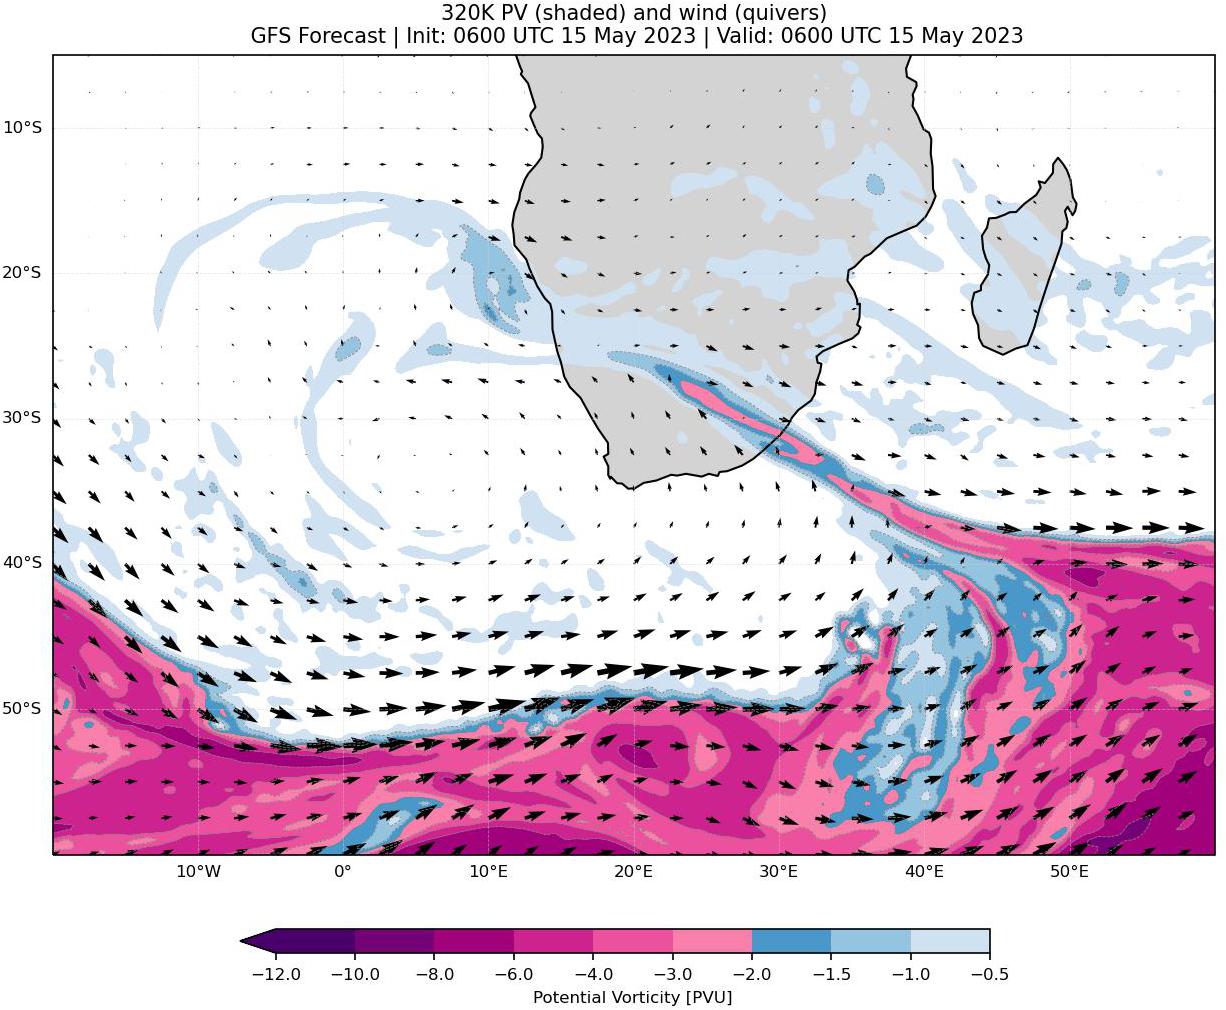 320K PV (shaded) and wind (quivers)
GFS Forecast | Init: 0600 UTC 15 May 2023 | Valid: 0600 UTC 15 May 2023
10°S
20°S
30°S
40°S
50°S
10°W 0° 10°E 20°E 30°E 40°E 50°E
−12.0 −10.0 −8.0 −6.0 −4.0 −3.0 −2.0 −1.5 −1.0 −0.5
Potential Vorticity [PVU]